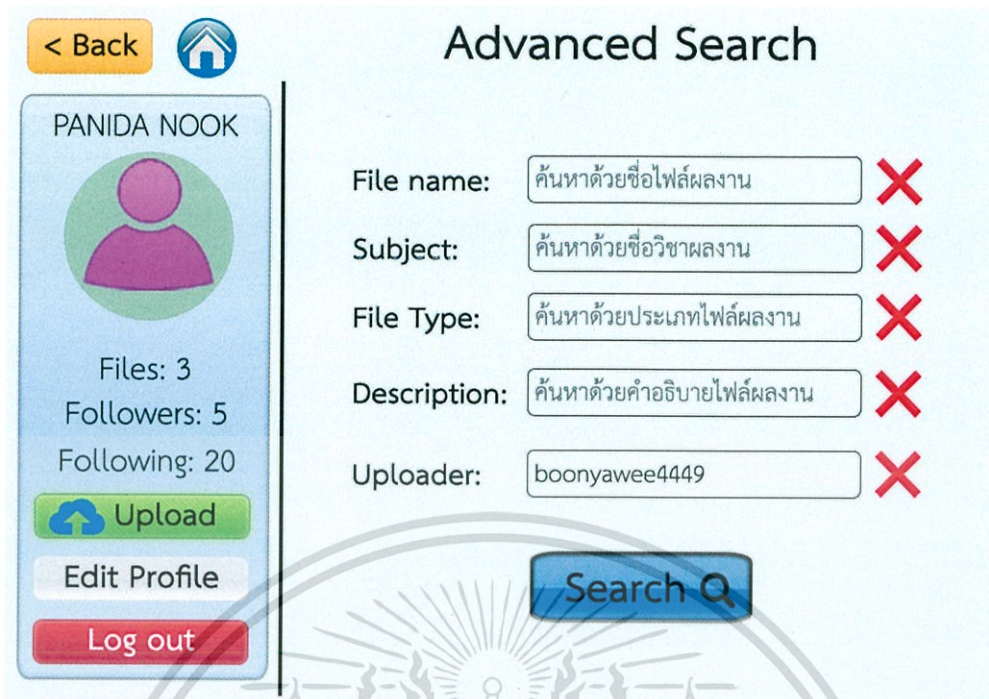 < Back
Advanced Search
PANIDA NOOK
Files: 3
Followers: 5
Following: 20
Upload
Edit Profile
Log out
File name: ค้นหาด้วยชื่อไฟล์ผลงาน
Subject: ค้นหาด้วยชื่อวิชาผลงาน
File Type: ค้นหาด้วยประเภทไฟล์ผลงาน
Description: ค้นหาด้วยคำอธิบายไฟล์ผลงาน
Uploader: boonyawee4449
Search